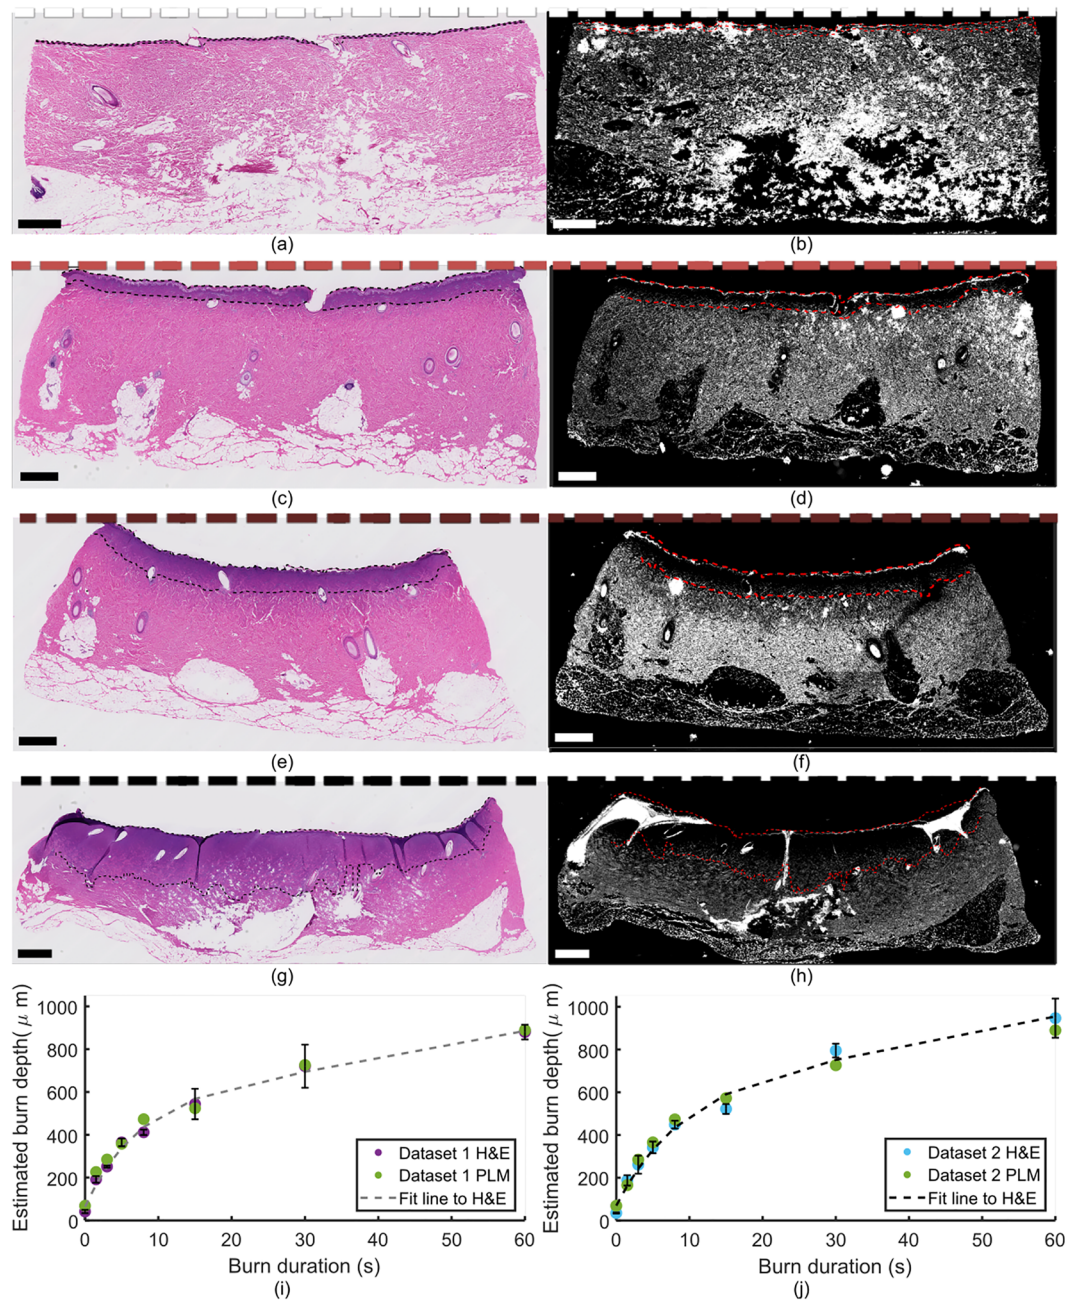 (a)
(b)
(c)
(d)
(e)
(f)
(g)
(h)
Estimated burn depth( μ m)
1000
800
600
400
200
0
0
10
20
30
40
50
60
Dataset 1 H&E
Dataset 1 PLM
Fit line to H&E
Burn duration (s)
(i)
Estimated burn depth( μ m)
1000
800
600
400
200
0
0
10
20
30
40
50
60
Dataset 2 H&E
Dataset 2 PLM
Fit line to H&E
Burn duration (s)
(j)